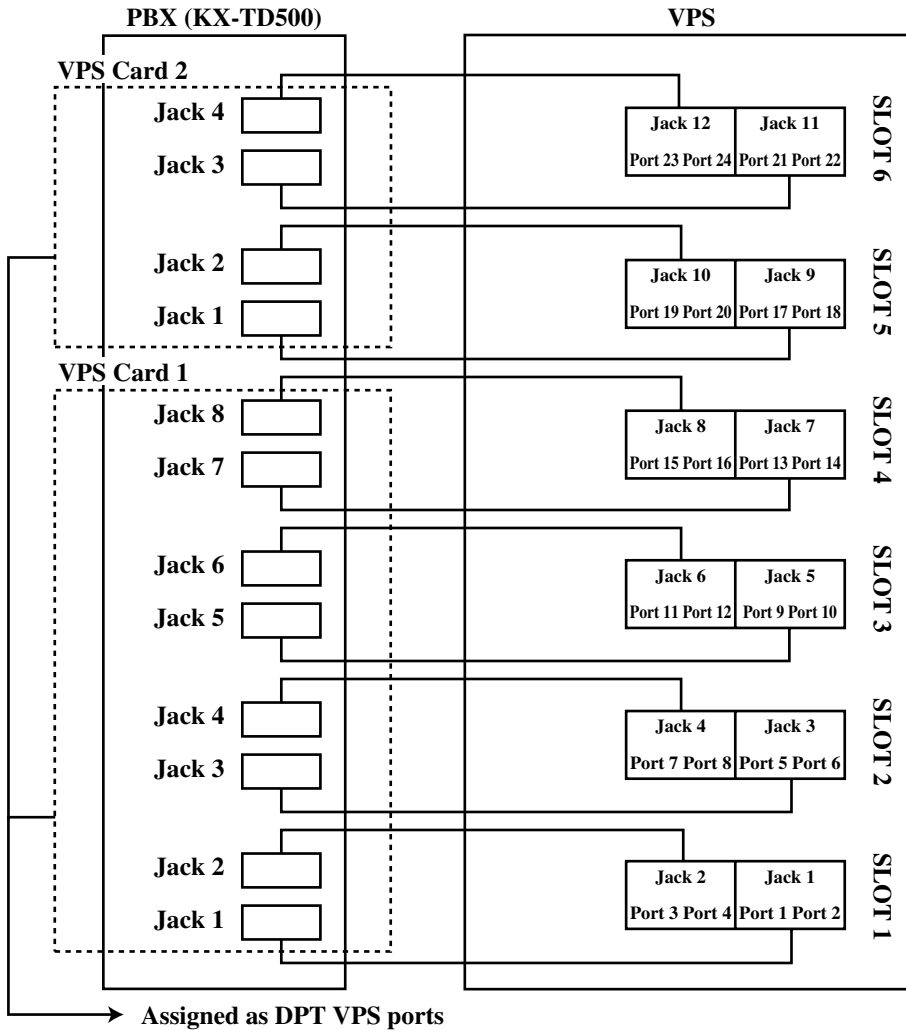 PBX (KX-TD500)
VPS
VPS Card 2
Jack 4
Jack 3
Jack 2
Jack 1
VPS Card 1
Jack 8
Jack 7
Jack 6
Jack 5
Jack 4
Jack 3
Jack 2
Jack 1
Jack 12
Jack 11
Port 23 Port 24
Port 21 Port 22
SLOT 6
Jack 10
Jack 9
Port 19 Port 20
Port 17 Port 18
SLOT 5
Jack 8
Jack 7
Port 15 Port 16
Port 13 Port 14
SLOT 4
Jack 6
Jack 5
Port 11 Port 12
Port 9 Port 10
SLOT 3
Jack 4
Jack 3
Port 7 Port 8
Port 5 Port 6
SLOT 2
Jack 2
Jack 1
Port 3 Port 4
Port 1 Port 2
SLOT 1
Assigned as DPT VPS ports